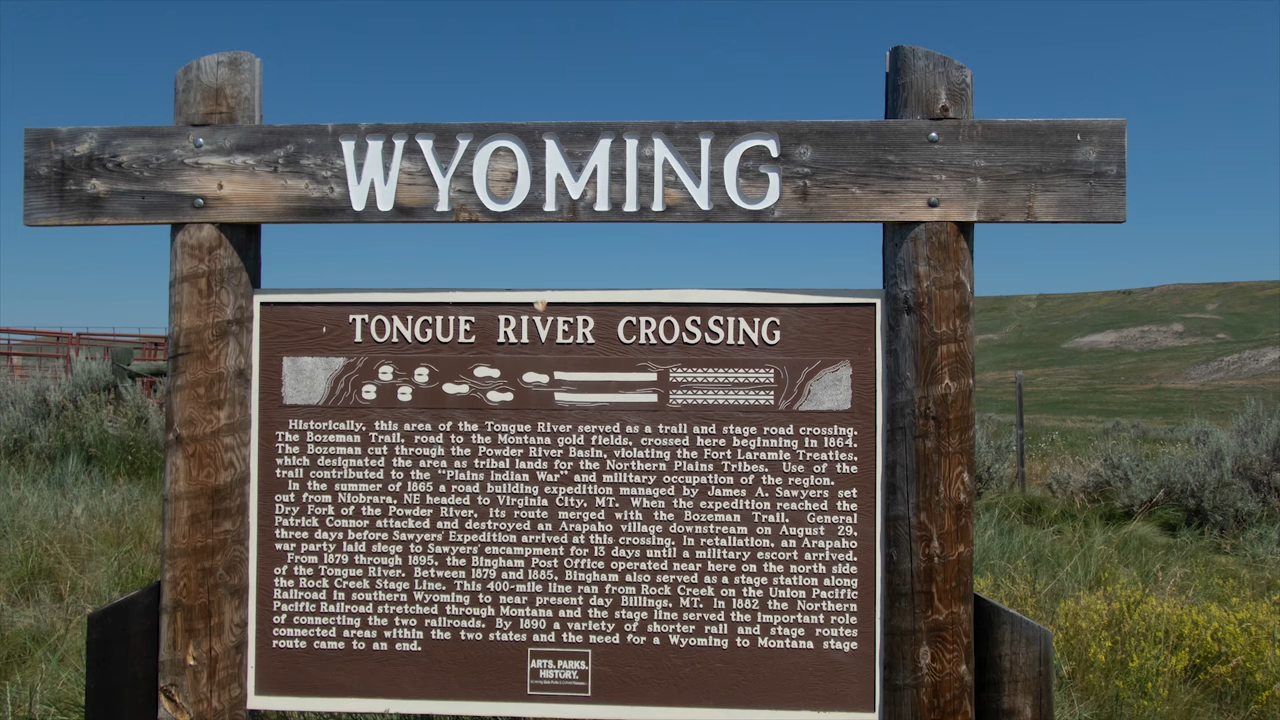 WYOMING
TONGUE RIVER CROSSING
Historically, this area of the Tongue River served as a trail and stage road crossing.
The Bozeman Trail, road to the Montana gold fields, crossed here beginning in 1864.
The Bozeman cut through the Powder River Basin, violating the Fort Laramie Treaties,
which designated the area as tribal lands for the Northern Plains Tribes. Use of the
trail contributed to the "Plains Indian War" and military occupation of the region.
In the summer of 1865 a road building expedition managed by James A. Sawyers set
out from Niobrara, NE headed to Virginia City, MT. When the expedition reached the
Dry Fork of the Powder River, its route merged with the Bozeman Trail. General
Patrick Connor attacked and destroyed an Arapaho village downstream on August 29,
three days before Sawyers' Expedition arrived at this crossing. In retaliation, an Arapaho
war party laid siege to Sawyers' encampment for 13 days until a military escort arrived.
From 1879 through 1895, the Bingham Post Office operated near here on the north side
of the Tongue River. Between 1879 and 1885, Bingham also served as a stage station along
the Rock Creek Stage Line. This 400-mile line ran from Rock Creek on the Union Pacific
Railroad in southern Wyoming to near present day Billings, MT. In 1882 the Northern
Pacific Railroad stretched through Montana and the stage line served the important role
of connecting the two railroads. By 1890 a variety of shorter rail and stage routes
connected areas within the two states and the need for a Wyoming to Montana stage
route came to an end.
ARTS. PARKS.
HISTORY.